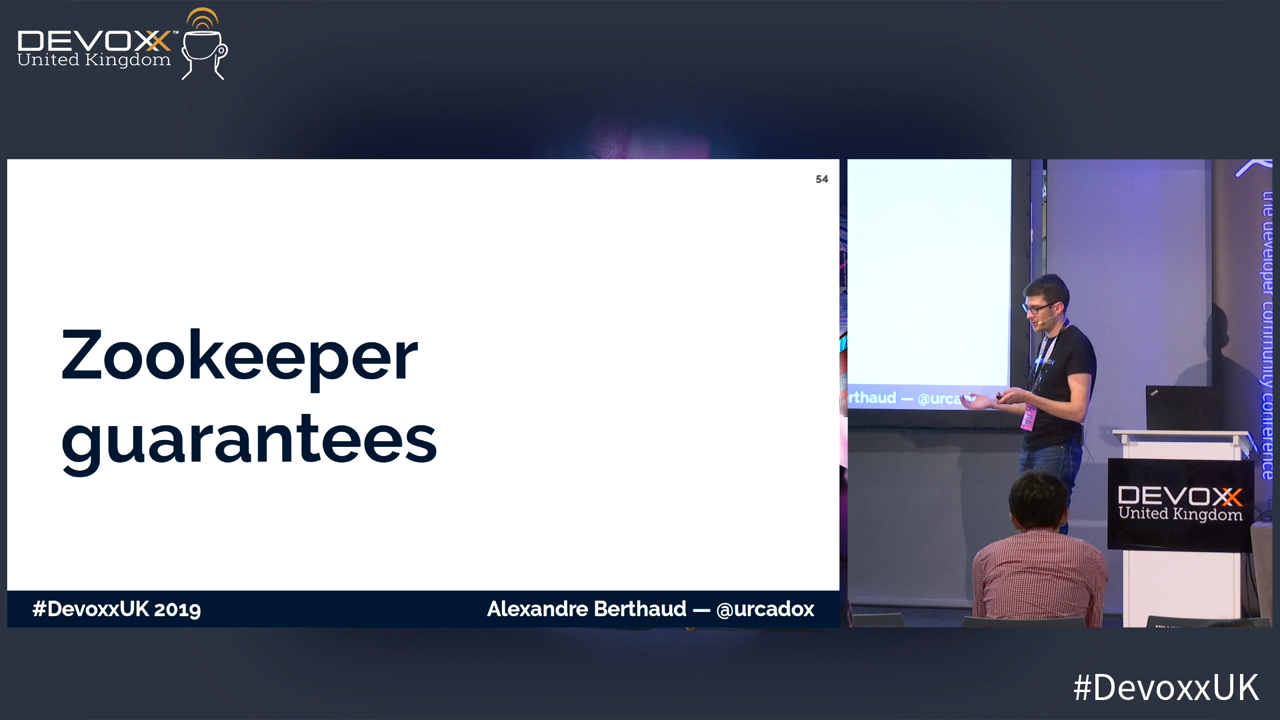 DEVOXX™
United Kingdom
54
Zookeeper
guarantees
#DevoxxUK 2019
Alexandre Berthaud — @urcadox
rthaud — @urca
the developer community conference
DEVOXX
United Kingdom
#DevoxxUK